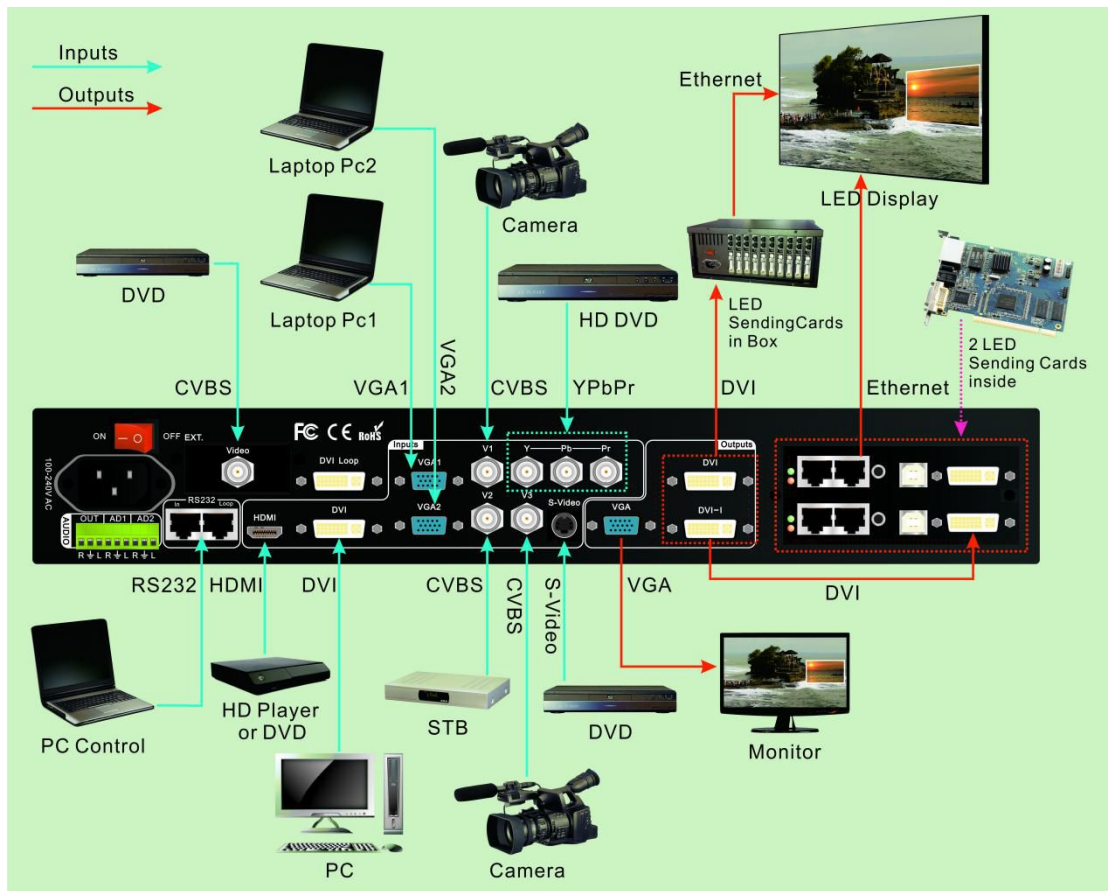 Inputs
Outputs
Laptop Pc2
Camera
Ethernet
LED Display
DVD
Laptop Pc1
HD DVD
LED
SendingCards
in Box
2 LED
Sending Cards
inside
CVBS
VGA1
VGA2
CVBS
YPbPr
DVI
Ethernet
ON
OFF
EXT.
Video
FC CE RoHS
DVI Loop
Inputs
VGA1
V1
Y
Pb
Pr
Outputs
DVI
100-240V AC
RS232
In
Loop
HDMI
DVI
VGA2
V2
V3
S-Video
VGA
DVI-I
AUDIO
OUT
AD1
AD2
R L R L R L
RS232
HDMI
DVI
CVBS
CVBS
S-Video
VGA
DVI
PC Control
HD Player
or DVD
STB
DVD
Monitor
PC
Camera